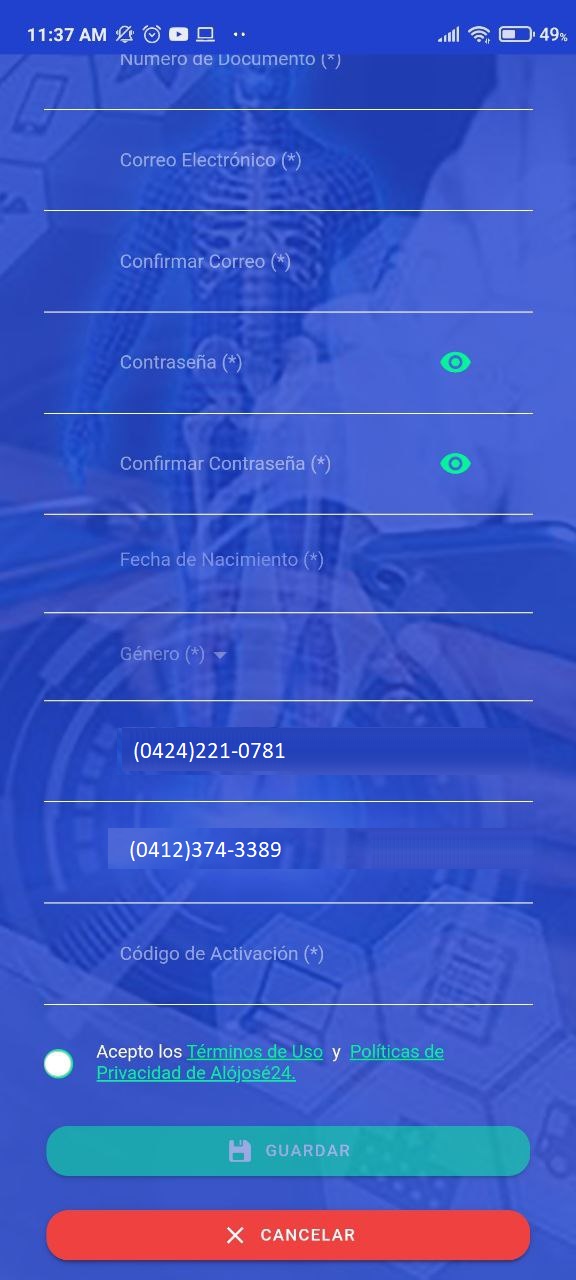 11:37 AM
49%
Número de Documento (*)
Correo Electrónico (*)
Confirmar Correo (*)
Contraseña (*)
Confirmar Contraseña (*)
Fecha de Nacimiento (*)
Género (*)
(0424)221-0781
(0412)374-3389
Código de Activación (*)
Acepto los Términos de Uso y Políticas de
Privacidad de Alójosé24.
GUARDAR
CANCELAR